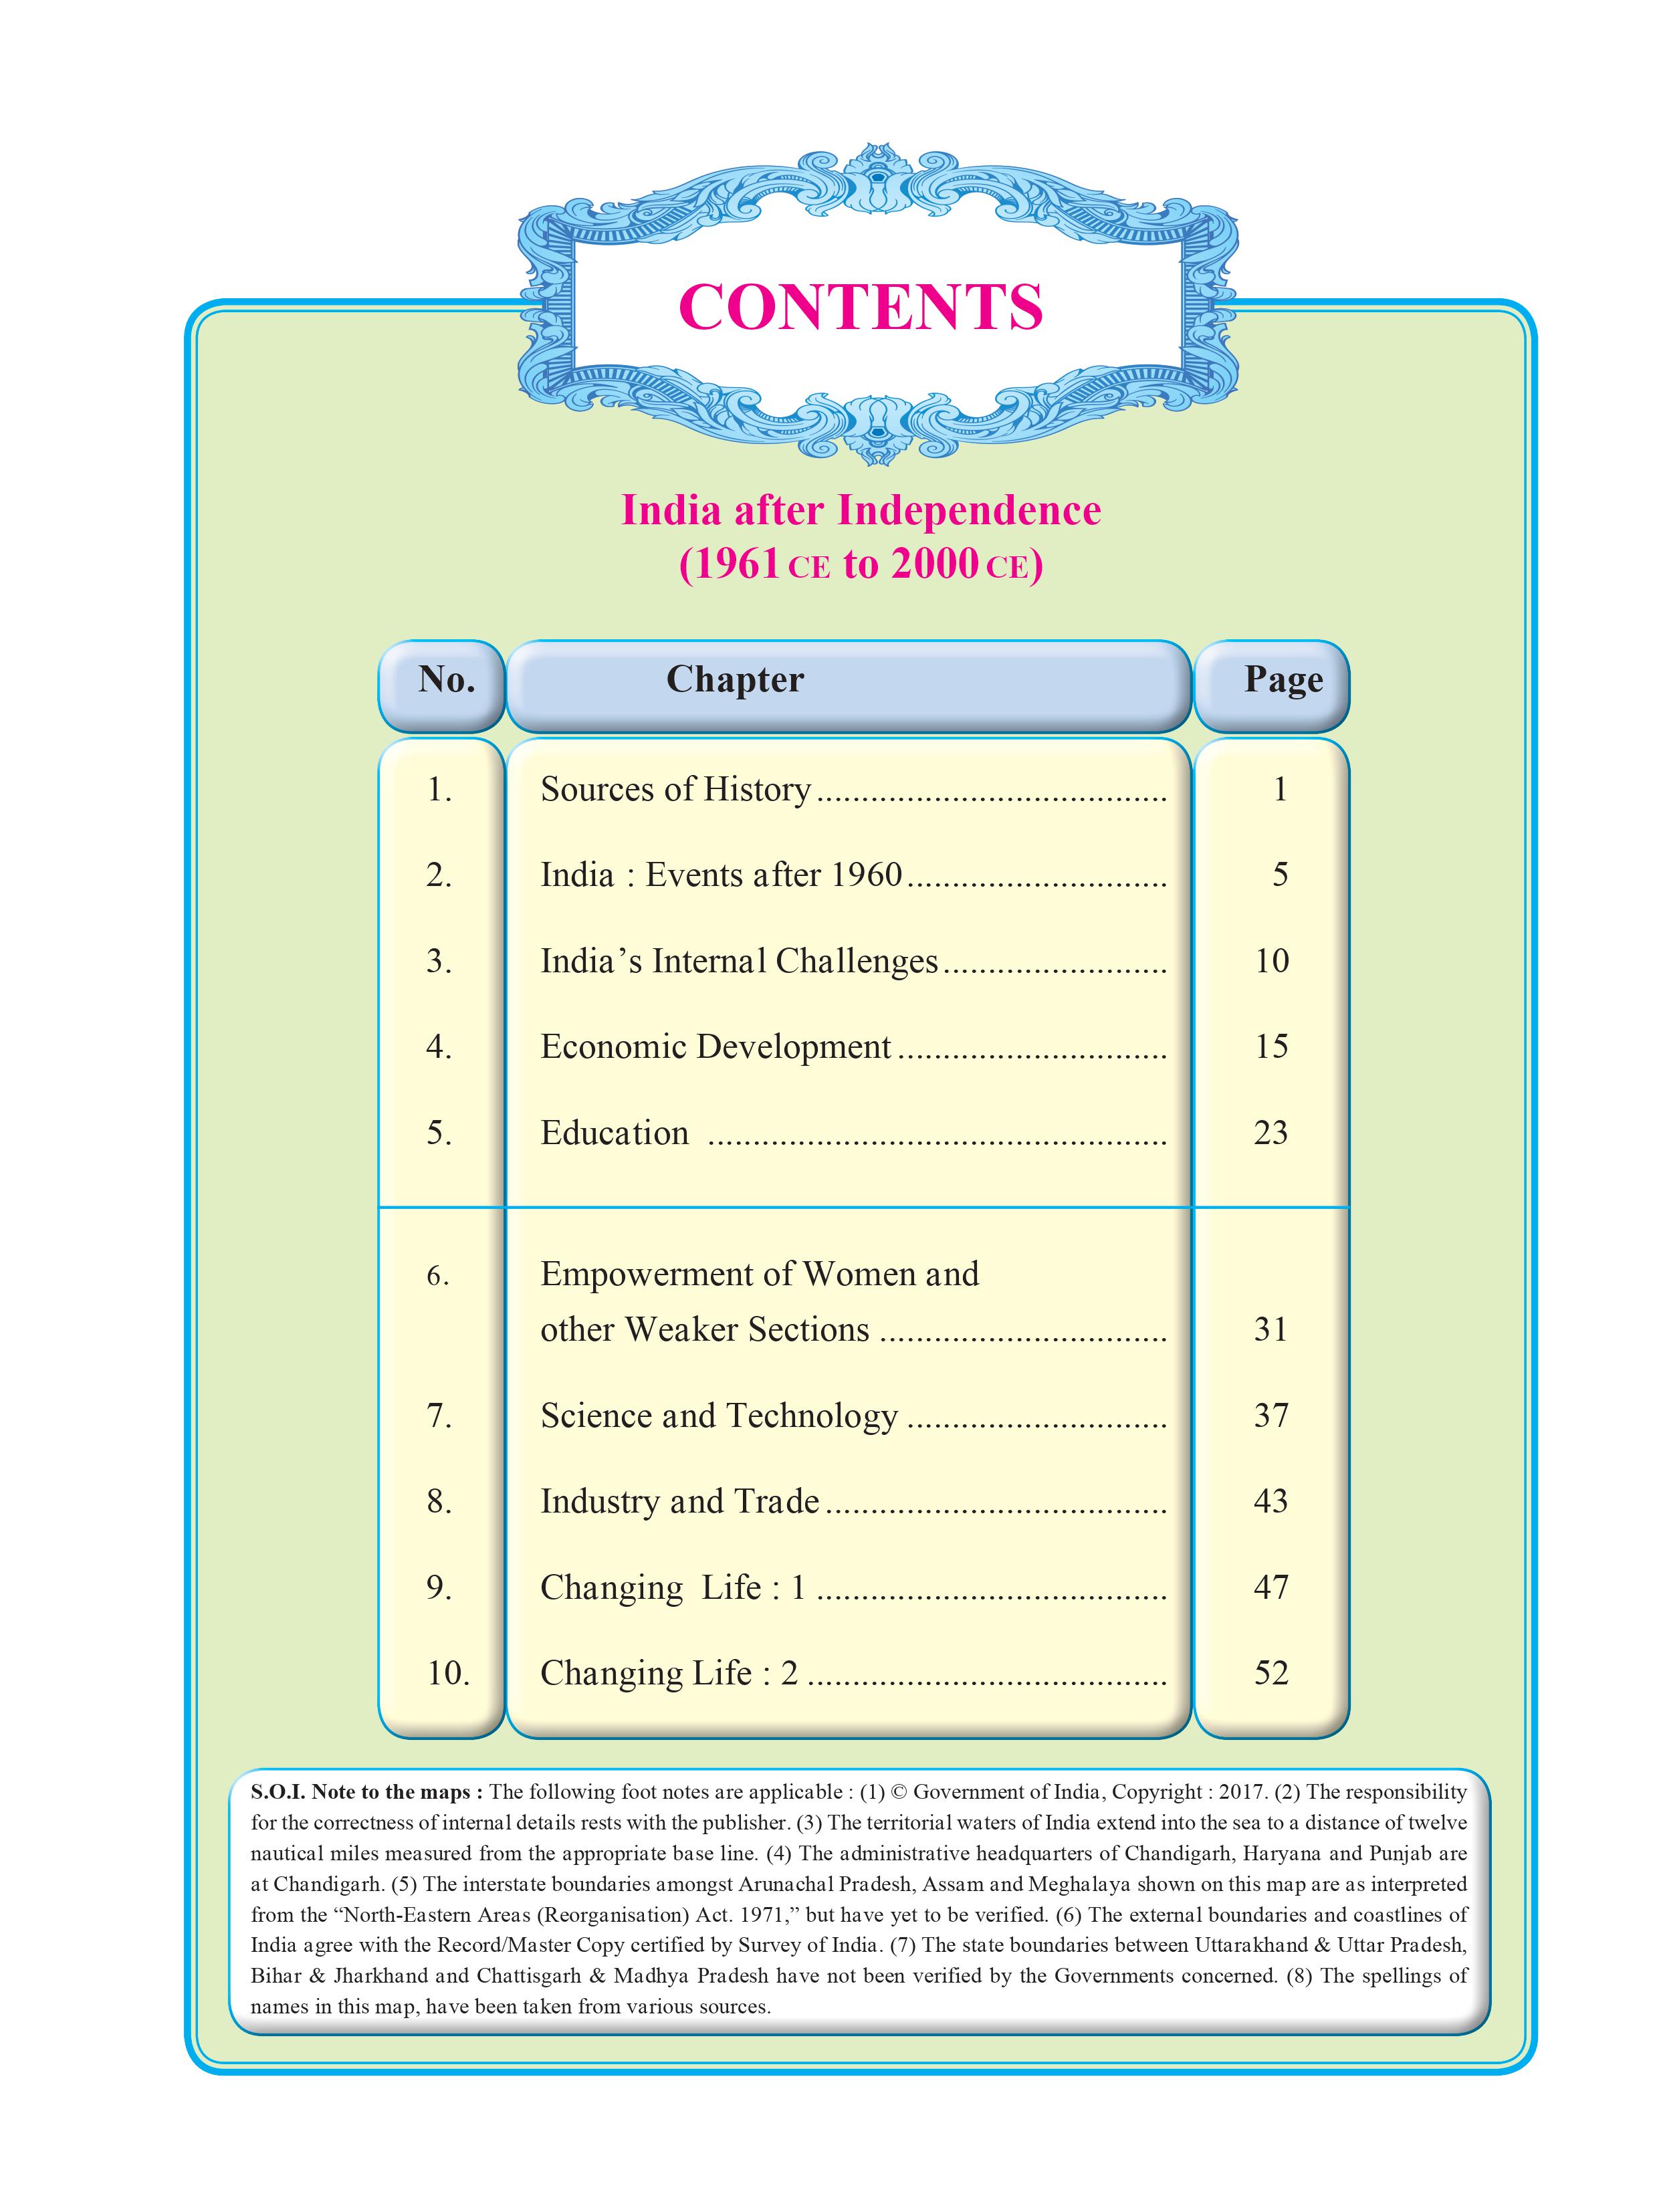 CONTENTS
India after Independence
(1961 CE to 2000 CE)
No. Chapter Page
1. Sources of History ....................................... 1
2. India : Events after 1960 ............................. 5
3. India’s Internal Challenges ......................... 10
4. Economic Development .............................. 15
5. Education ................................................... 23
6. Empowerment of Women and
other Weaker Sections ................................ 31
7. Science and Technology ............................. 37
8. Industry and Trade ...................................... 43
9. Changing Life : 1 ....................................... 47
10. Changing Life : 2 ........................................ 52
S.O.I. Note to the maps : The following foot notes are applicable : (1) © Government of India, Copyright : 2017. (2) The responsibility
for the correctness of internal details rests with the publisher. (3) The territorial waters of India extend into the sea to a distance of twelve
nautical miles measured from the appropriate base line. (4) The administrative headquarters of Chandigarh, Haryana and Punjab are
at Chandigarh. (5) The interstate boundaries amongst Arunachal Pradesh, Assam and Meghalaya shown on this map are as interpreted
from the “North-Eastern Areas (Reorganisation) Act. 1971,” but have yet to be verified. (6) The external boundaries and coastlines of
India agree with the Record/Master Copy certified by Survey of India. (7) The state boundaries between Uttarakhand & Uttar Pradesh,
Bihar & Jharkhand and Chattisgarh & Madhya Pradesh have not been verified by the Governments concerned. (8) The spellings of
names in this map, have been taken from various sources.